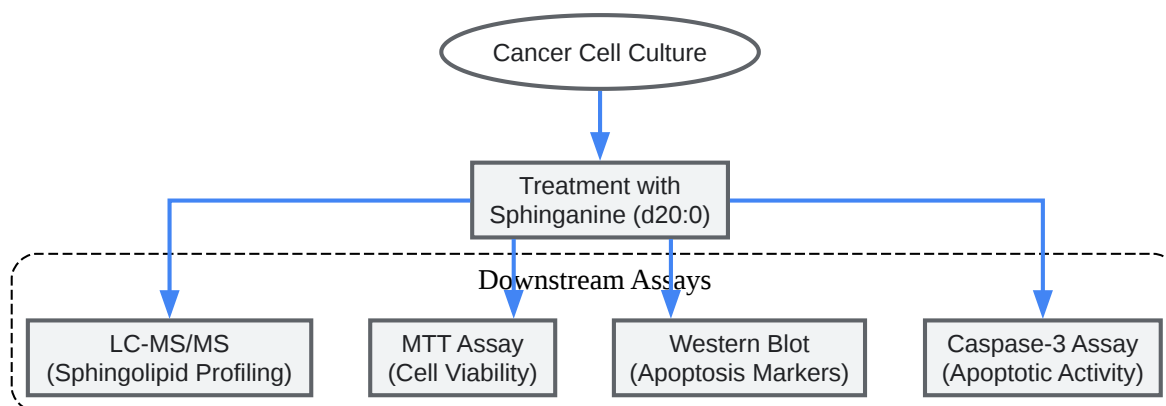 Cancer Cell Culture
Treatment with
Sphinganine (d20:0)
Downstream Assays
LC-MS/MS
(Sphingolipid Profiling)
MTT Assay
(Cell Viability)
Western Blot
(Apoptosis Markers)
Caspase-3 Assay
(Apoptotic Activity)